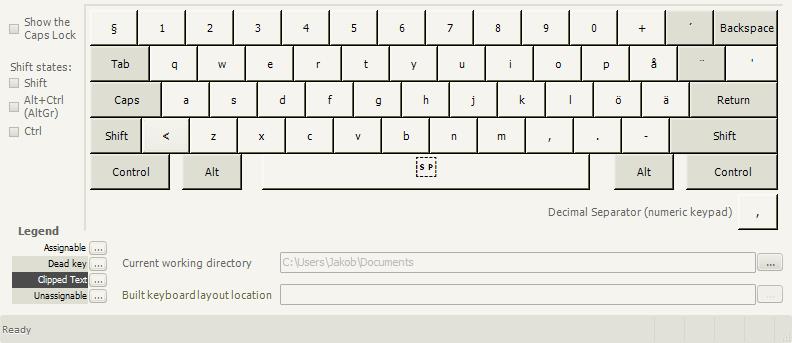 Show the
Caps Lock
§ 1 2 3 4 5 6 7 8 9 0 + ´ Backspace
Shift states:
Tab q w e r t y u i o p å ¨ '
Shift
Alt+Ctrl
(AltGr)
Caps a s d f g h j k l ö ä Return
Ctrl
Shift < z x c v b n m , . - Shift
Control Alt SP Alt Control
Decimal Separator (numeric keypad) ,
Legend
Assignable ...
Dead key ...
Current working directory C:\Users\Jakob\Documents ...
Clipped Text ...
Unassignable ...
Built keyboard layout location ...
Ready